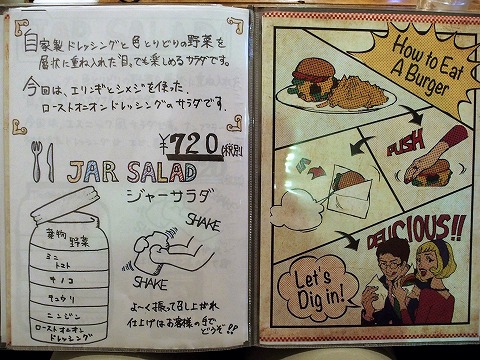 自家製ドレッシングと色とりどりの野菜を
層状に重ね入れた目でも楽しめるサラダです。
今回は、エリンギとシメジを使った、
ローストオニオンドレッシングのサラダです。
¥720(税別)
JAR SALAD
ジャーサラダ
SHAKE
SHAKE
葉物野菜
ミニ
トマト
キノコ
キュウリ
ニンジン
ローストオニオン
ドレッシング
よ〜く振って召し上がれ
仕上げはお客様の手で
どうぞ!!
How to Eat
A Burger
PUSH
DELICIOUS!!
Let's
Dig in!